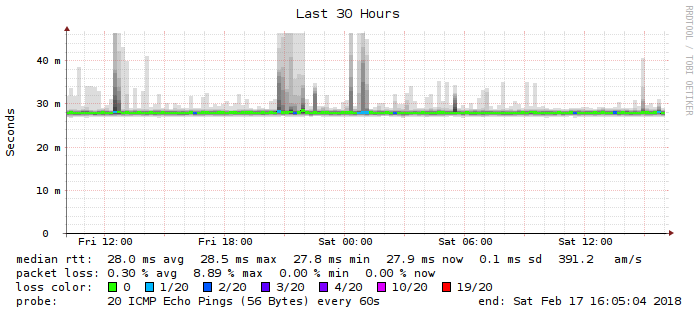 Last 30 Hours
RRDTOOL / TOBI OETIKER
Seconds
40 m
30 m
20 m
10 m
0
Fri 12:00 Fri 18:00 Sat 00:00 Sat 06:00 Sat 12:00
median rtt: 28.0 ms avg 28.5 ms max 27.8 ms min 27.9 ms now 0.1 ms sd 391.2 am/s
packet loss: 0.30 % avg 8.89 % max 0.00 % min 0.00 % now
loss color: 0 1/20 2/20 3/20 4/20 10/20 19/20
probe: 20 ICMP Echo Pings (56 Bytes) every 60s end: Sat Feb 17 16:05:04 2018